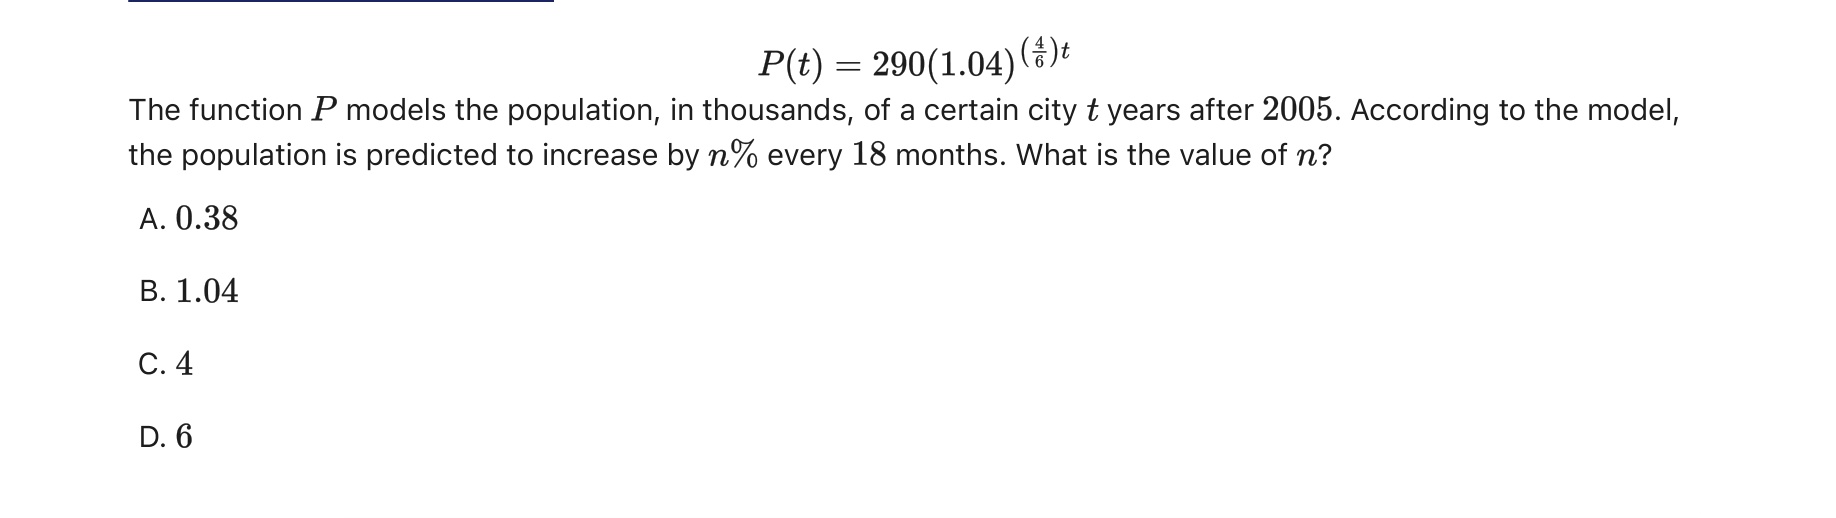 P(t) = 290(1.04)^{(4/6)t}
The function P models the population, in thousands, of a certain city t years after 2005. According to the model,
the population is predicted to increase by n% every 18 months. What is the value of n?
A. 0.38
B. 1.04
C. 4
D. 6